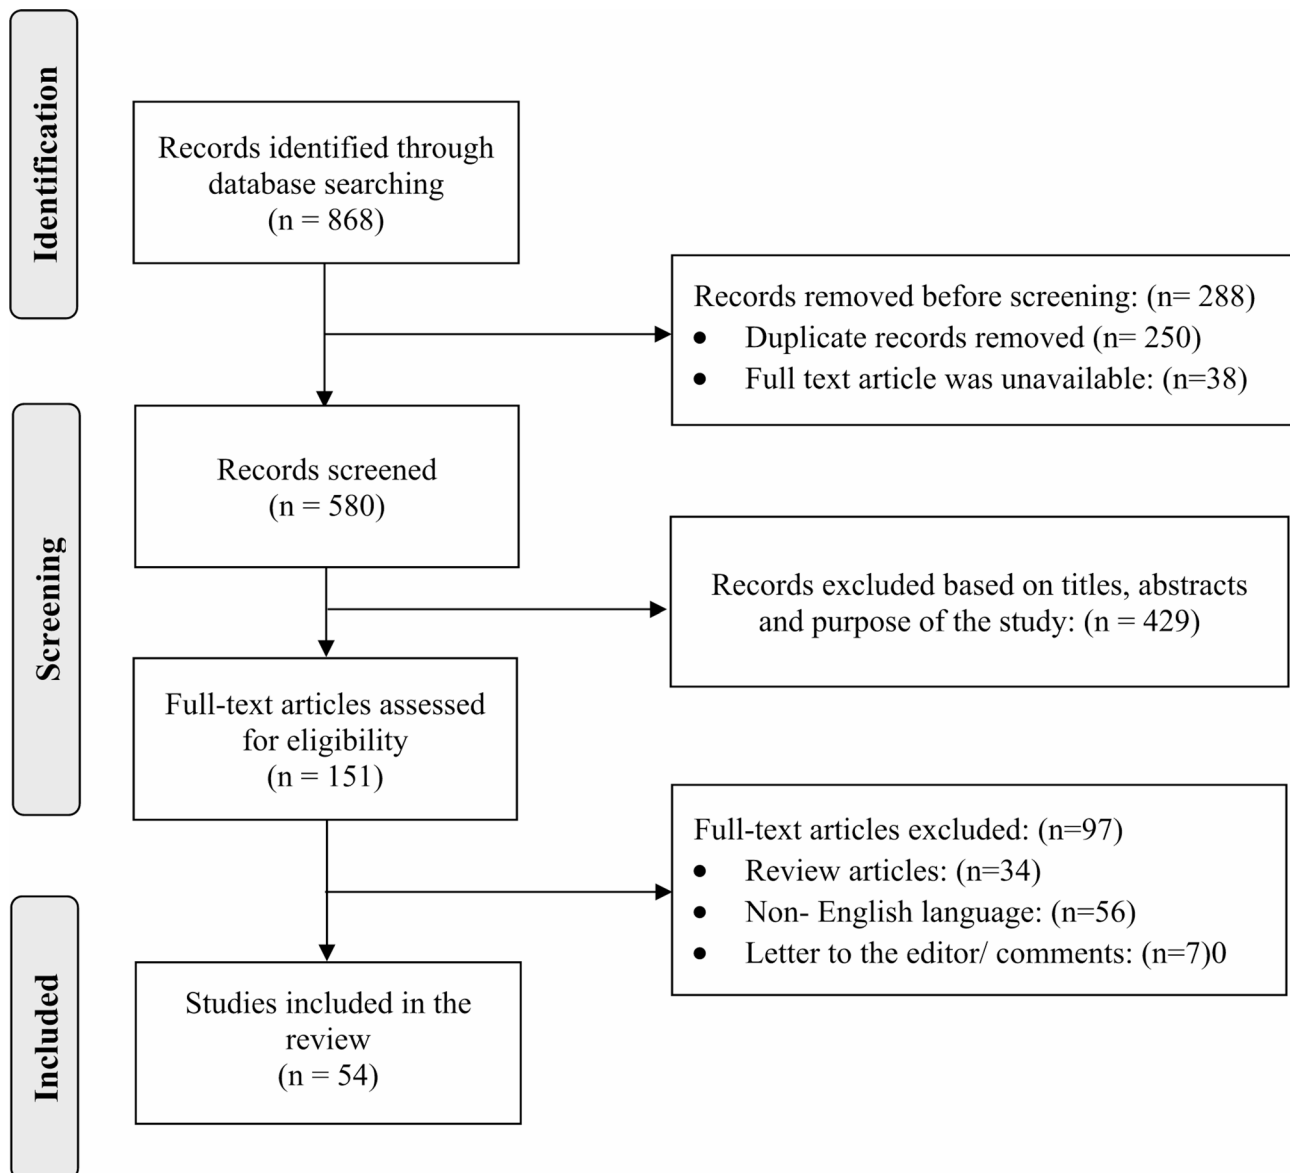 Identification
Records identified through
database searching
(n = 868)
Records removed before screening: (n= 288)
● Duplicate records removed (n= 250)
● Full text article was unavailable: (n=38)
Screening
Records screened
(n = 580)
Records excluded based on titles, abstracts
and purpose of the study: (n = 429)
Full-text articles assessed
for eligibility
(n = 151)
Full-text articles excluded: (n=97)
● Review articles: (n=34)
● Non- English language: (n=56)
● Letter to the editor/ comments: (n=7)0
Included
Studies included in the
review
(n = 54)